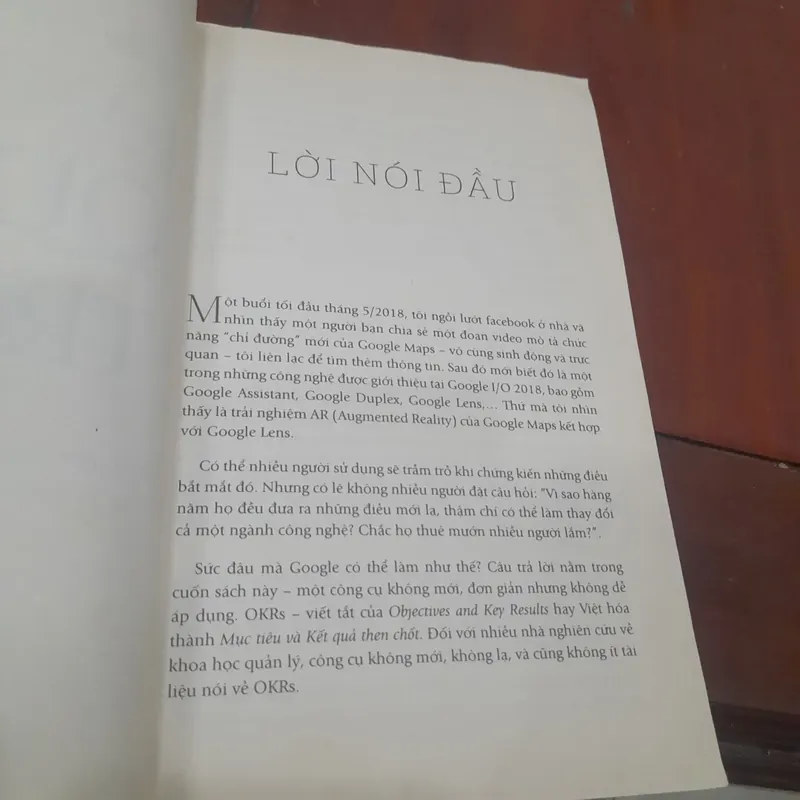 LỜI NÓI ĐẦU
Một buổi tối đầu tháng 5/2018, tôi ngồi lướt facebook ở nhà và
nhìn thấy một người bạn chia sẻ một đoạn video mô tả chức
năng "chỉ đường" mới của Google Maps – vô cùng sinh động và trực
quan – tôi liên lạc để tìm thêm thông tin. Sau đó mới biết đó là một
trong những công nghệ được giới thiệu tại Google I/O 2018, bao gồm
Google Assistant, Google Duplex, Google Lens,... Thứ mà tôi nhìn
thấy là trải nghiệm AR (Augmented Reality) của Google Maps kết hợp
với Google Lens.
Có thể nhiều người sử dụng sẽ trầm trồ khi chứng kiến những điều
bắt mắt đó. Nhưng có lẽ không nhiều người đặt câu hỏi: "Vì sao hàng
năm họ đều đưa ra những điều mới lạ, thậm chí có thể làm thay đổi
cả một ngành công nghệ? Chắc họ thuê mướn nhiều người lắm?".
Sức đâu mà Google có thể làm như thế? Câu trả lời nằm trong
cuốn sách này – một công cụ không mới, đơn giản nhưng không dễ
áp dụng. OKRs – viết tắt của Objectives and Key Results hay Việt hóa
thành Mục tiêu và Kết quả then chốt. Đối với nhiều nhà nghiên cứu về
khoa học quản lý, công cụ không mới, không lạ, và cũng không ít tài
liệu nói về OKRs.